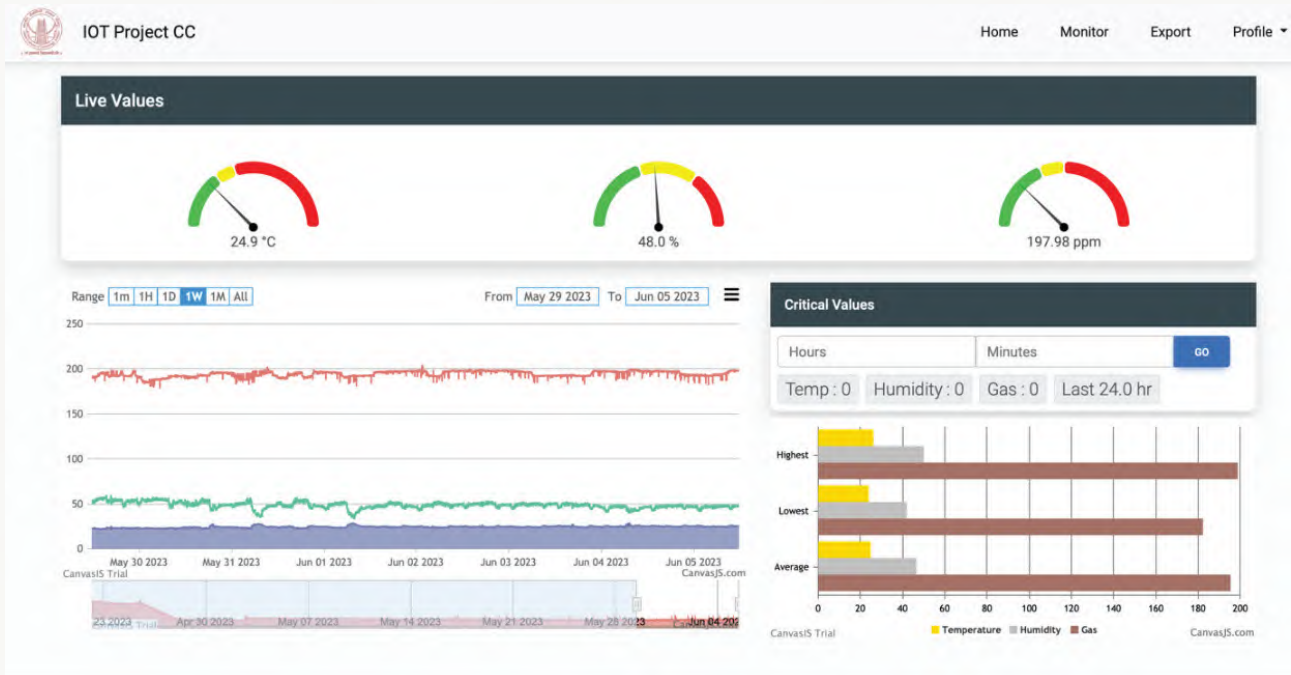 IOT Project CC
Home Monitor Export Profile
Live Values
24.9 °C
48.0 %
197.98 ppm
Range 1m 1H 1D 1W 1M All
From May 29 2023 To Jun 05 2023
250
200
150
100
50
0
May 30 2023 May 31 2023 Jun 01 2023 Jun 02 2023 Jun 03 2023 Jun 04 2023 Jun 05 2023
CanvasJS Trial CanvasJS.com
23 2023 Apr 30 2023 May 07 2023 May 14 2023 May 21 2023 May 28 2023 Jun 04 202
Critical Values
Hours Minutes GO
Temp : 0 Humidity : 0 Gas : 0 Last 24.0 hr
Highest
Lowest
Average
0 20 40 60 80 100 120 140 160 180 200
Temperature Humidity Gas
CanvasJS Trial CanvasJS.com